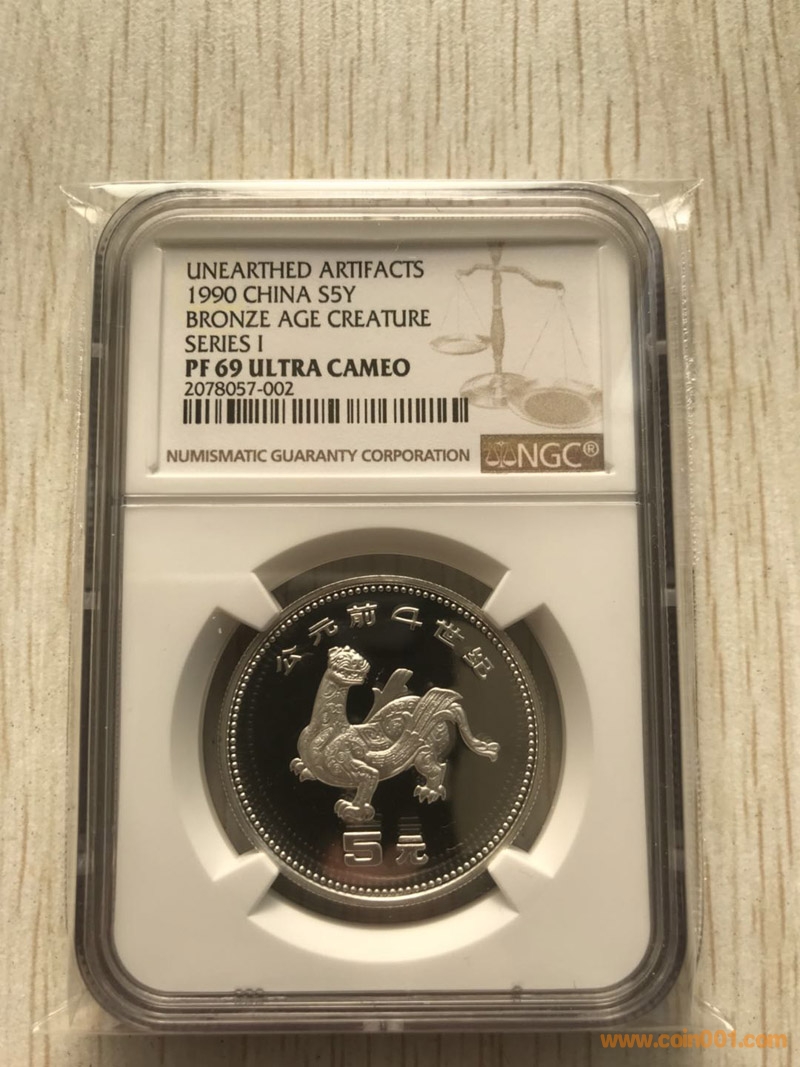 UNEARTHED ARTIFACTS
1990 CHINA S5Y
BRONZE AGE CREATURE
SERIES I
PF 69 ULTRA CAMEO
2078057-002
NUMISMATIC GUARANTY CORPORATION NGC®
公元前4世纪
5元
www.coin001.com